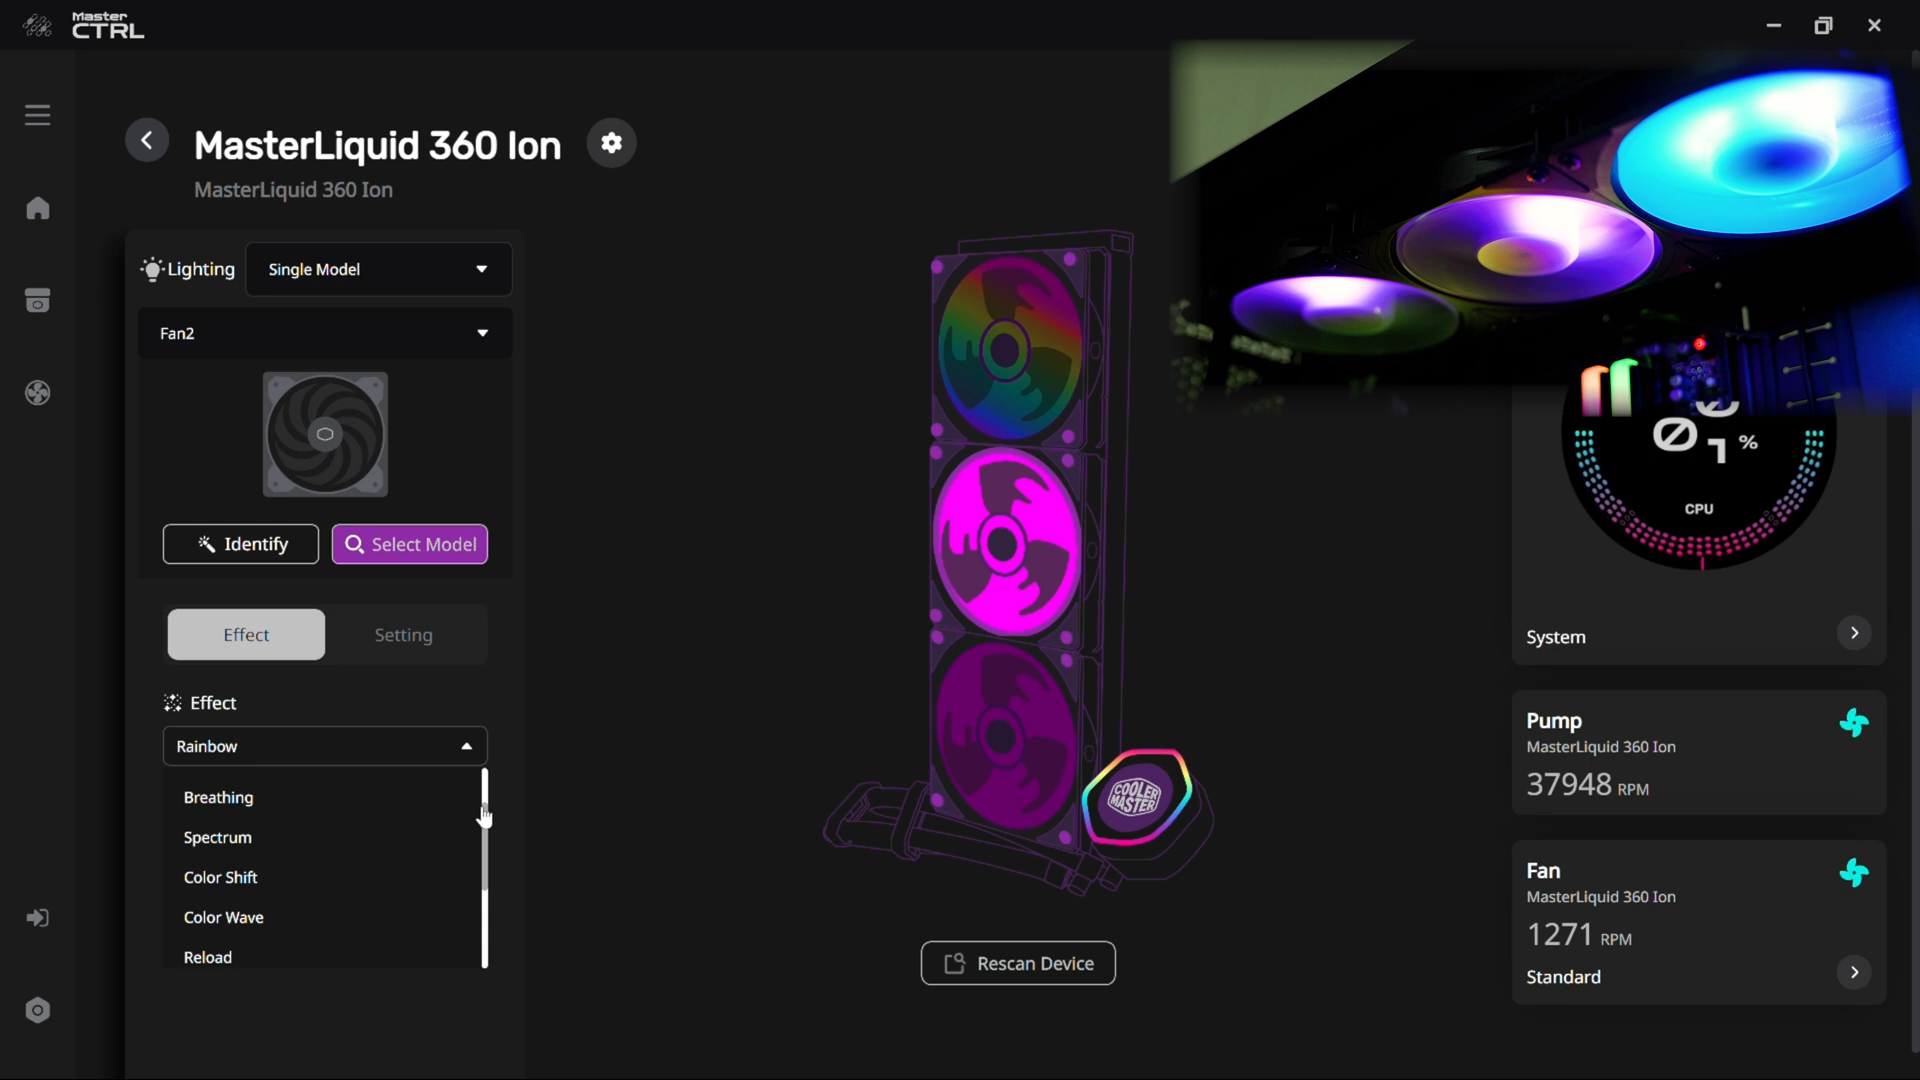 Master
CTRL
MasterLiquid 360 Ion
MasterLiquid 360 Ion
Lighting
Single Model
Fan2
Identify
Select Model
Effect
Setting
Effect
Rainbow
Breathing
Spectrum
Color Shift
Color Wave
Reload
COOLER
MASTER
Rescan Device
%
CPU
System
Pump
MasterLiquid 360 Ion
37948 RPM
Fan
MasterLiquid 360 Ion
1271 RPM
Standard